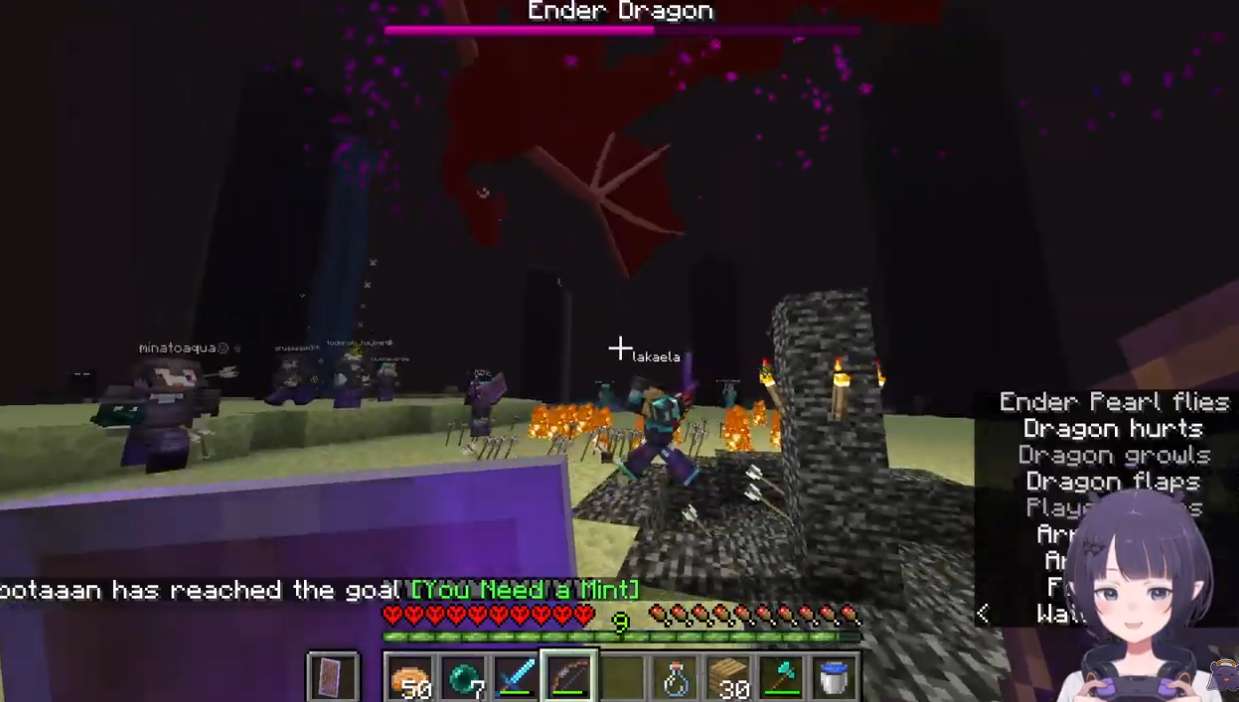 Ender Dragon
minatoaqua
lakaela
Ender Pearl flies
Dragon hurts
Dragon growls
Dragon flaps
ootaaan has reached the goal [You Need a Mint]
9
<
50
7
30